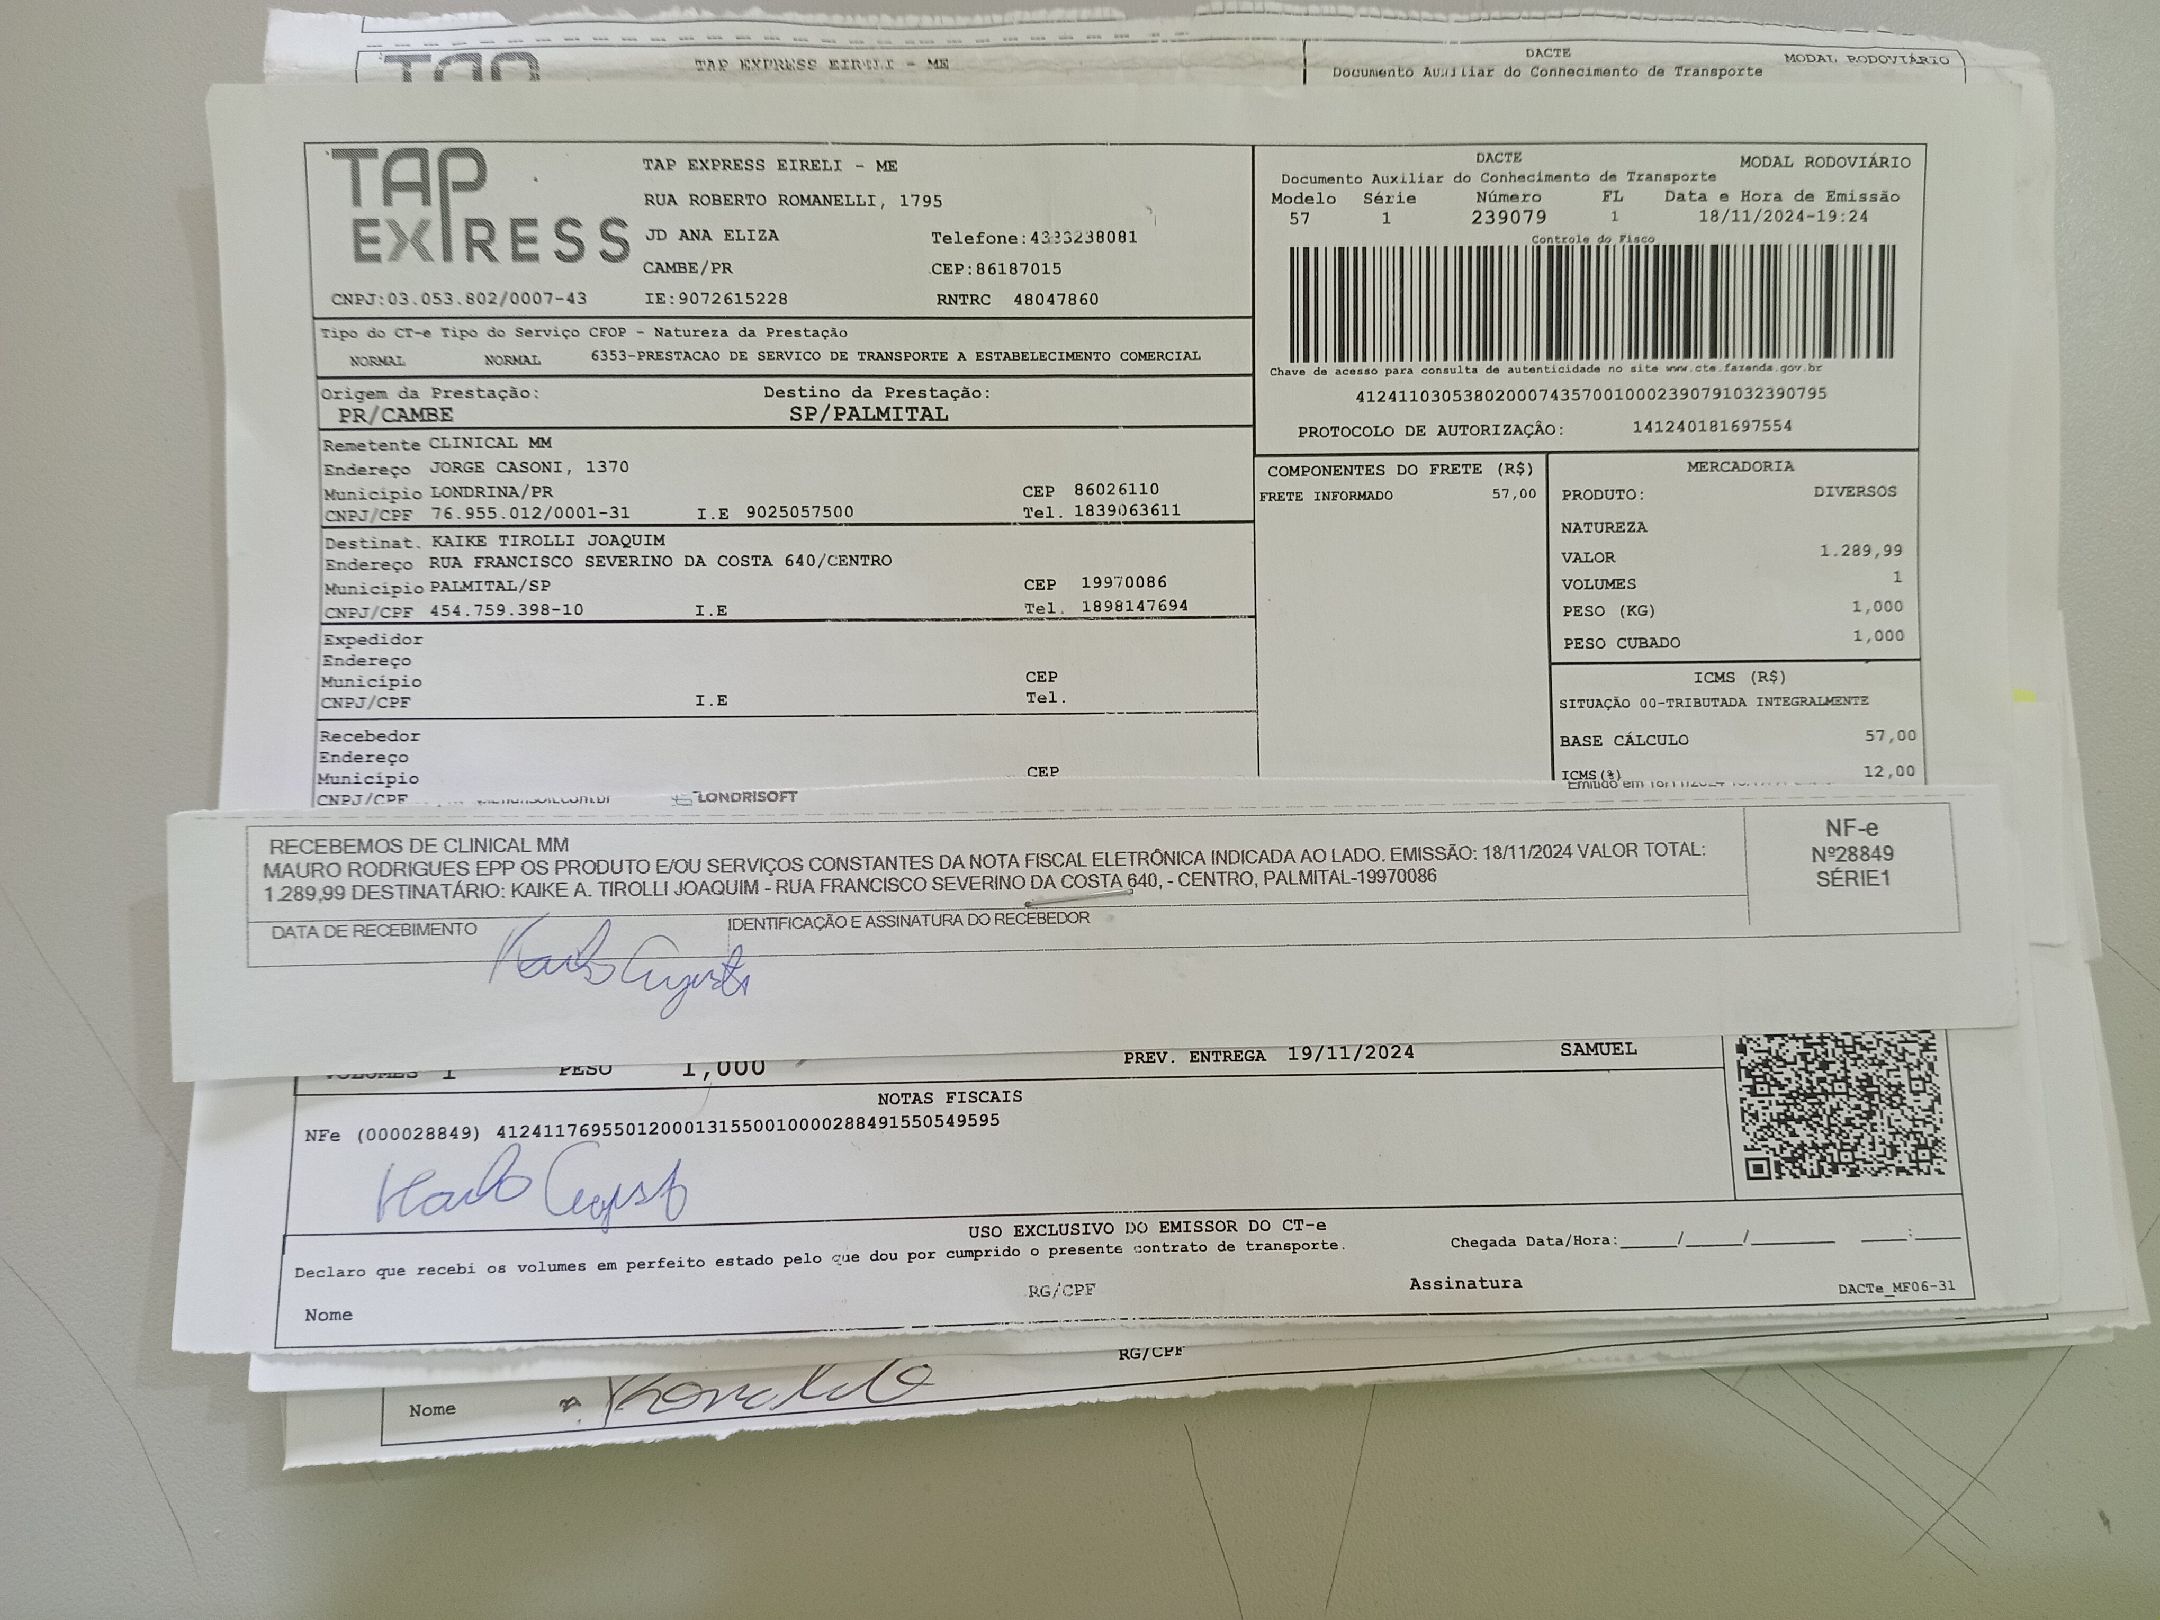 TAP EXPRESS EIRELI - ME
DACTE
MODAL RODOVIÁRIO
Documento Auxiliar do Conhecimento de Transporte
TAP EXPRESS
TAP EXPRESS EIRELI - ME
RUA ROBERTO ROMANELLI, 1795
JD ANA ELIZA
Telefone:4333238081
CAMBE/PR
CEP:86187015
CNPJ:03.053.802/0007-43
IE:9072615228
RNTRC 48047860
DACTE
MODAL RODOVIÁRIO
Documento Auxiliar do Conhecimento de Transporte
Modelo Série Número FL Data e Hora de Emissão
57 1 239079 1 18/11/2024-19:24
Controle do Fisco
Chave de acesso para consulta de autenticidade no site www.cte.fazenda.gov.br
41241103053802000743570010002390791032390795
PROTOCOLO DE AUTORIZAÇÃO: 141240181697554
Tipo do CT-e Tipo do Serviço CFOP - Natureza da Prestação
NORMAL NORMAL 6353-PRESTACAO DE SERVICO DE TRANSPORTE A ESTABELECIMENTO COMERCIAL
Origem da Prestação: Destino da Prestação:
PR/CAMBE SP/PALMITAL
Remetente CLINICAL MM
Endereço JORGE CASONI, 1370
Município LONDRINA/PR CEP 86026110
CNPJ/CPF 76.955.012/0001-31 I.E 9025057500 Tel. 1839063611
Destinat. KAIKE TIROLLI JOAQUIM
Endereço RUA FRANCISCO SEVERINO DA COSTA 640/CENTRO
Município PALMITAL/SP CEP 19970086
CNPJ/CPF 454.759.398-10 I.E Tel. 1898147694
Expedidor
Endereço
Município CEP
CNPJ/CPF I.E Tel.
Recebedor
Endereço
Município CEP
CNPJ/CPF
COMPONENTES DO FRETE (R$)
FRETE INFORMADO 57,00
MERCADORIA
PRODUTO: DIVERSOS
NATUREZA
VALOR 1.289,99
VOLUMES 1
PESO (KG) 1,000
PESO CUBADO 1,000
ICMS (R$)
SITUAÇÃO 00-TRIBUTADA INTEGRALMENTE
BASE CÁLCULO 57,00
ICMS(%) 12,00
LONDRISOFT
RECEBEMOS DE CLINICAL MM
MAURO RODRIGUES EPP OS PRODUTO E/OU SERVIÇOS CONSTANTES DA NOTA FISCAL ELETRÔNICA INDICADA AO LADO. EMISSÃO: 18/11/2024 VALOR TOTAL:
1.289,99 DESTINATÁRIO: KAIKE A. TIROLLI JOAQUIM - RUA FRANCISCO SEVERINO DA COSTA 640, - CENTRO, PALMITAL-19970086
NF-e
Nº28849
SÉRIE1
DATA DE RECEBIMENTO
IDENTIFICAÇÃO E ASSINATURA DO RECEBEDOR
VOLUMES 1 PESO 1,000
PREV. ENTREGA 19/11/2024 SAMUEL
NOTAS FISCAIS
NFe (000028849) 41241176955012000131550010000288491550549595
USO EXCLUSIVO DO EMISSOR DO CT-e
Declaro que recebi os volumes em perfeito estado pelo que dou por cumprido o presente contrato de transporte.
Chegada Data/Hora:____/____/______ ___:___
Nome RG/CPF Assinatura DACTe_MF06-31
RG/CPF
Nome Ronaldo